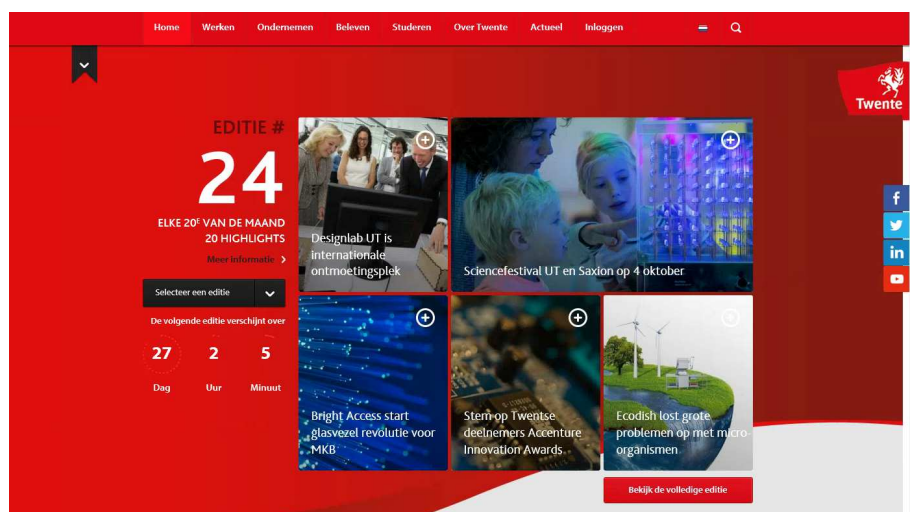 Home Werken Ondernemen Beleven Studeren Over Twente Actueel Inloggen
Twente
EDITIE #
24
ELKE 20E VAN DE MAAND
20 HIGHLIGHTS
Meer informatie
Selecteer een editie
De volgende editie verschijnt over
27 2 5
Dag Uur Minuut
Designlab UT is
internationale
ontmoetingsplek
Sciencefestival UT en Saxion op 4 oktober
Bright Access start
glasvezel revolutie voor
MKB
Stem op Twentse
deelnemers Accenture
Innovation Awards
Ecodish lost grote
problemen op met micro-
organismen
Bekijk de volledige editie
f
in